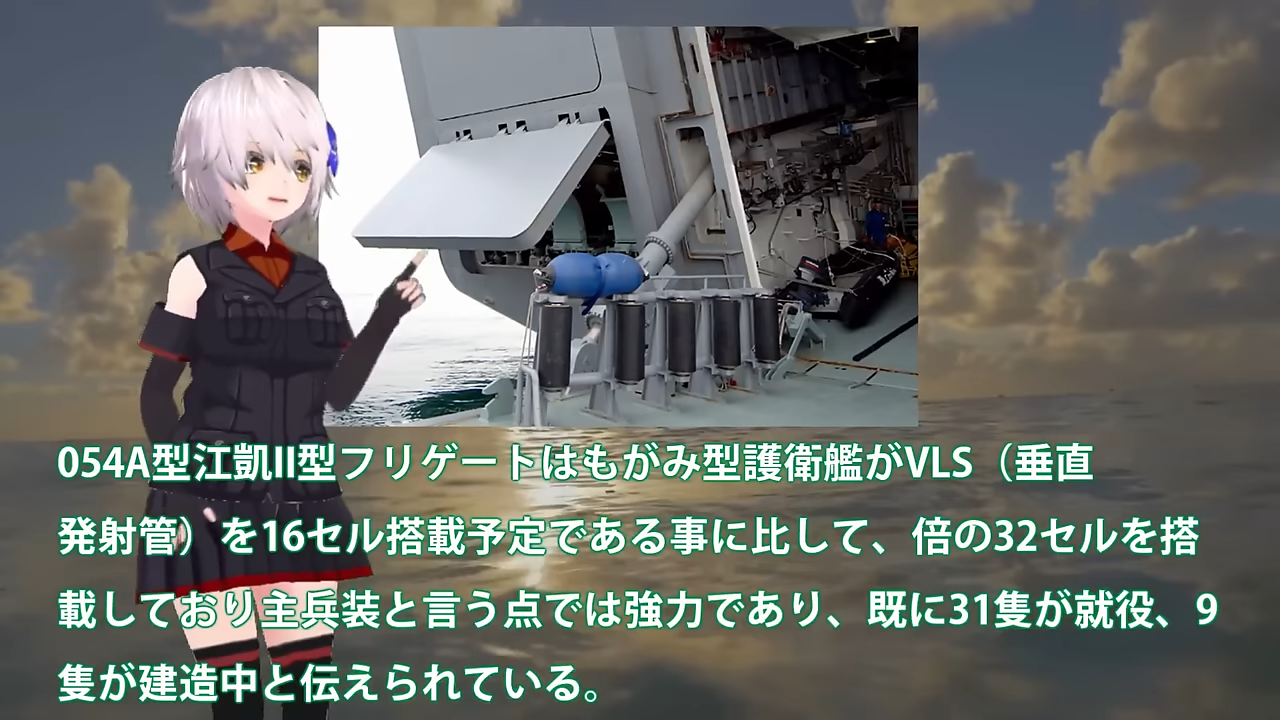 054A型江凱II型フリゲートはもがみ型護衛艦がVLS（垂直
発射管）を16セル搭載予定である事に比して、倍の32セルを搭
載しており主兵装と言う点では強力であり、既に31隻が就役、9
隻が建造中と伝えられている。